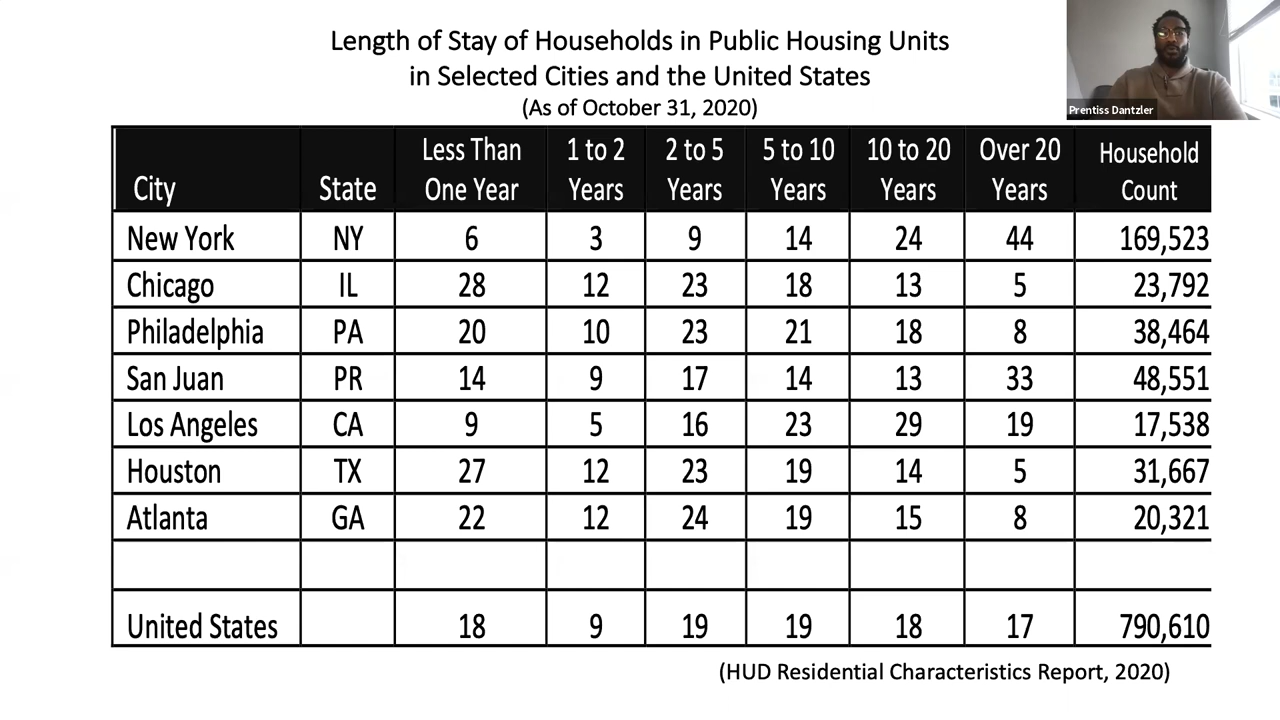 Length of Stay of Households in Public Housing Units
in Selected Cities and the United States
(As of October 31, 2020)
Prentiss Dantzler
City State Less Than One Year 1 to 2 Years 2 to 5 Years 5 to 10 Years 10 to 20 Years Over 20 Years Household Count
New York NY 6 3 9 14 24 44 169,523
Chicago IL 28 12 23 18 13 5 23,792
Philadelphia PA 20 10 23 21 18 8 38,464
San Juan PR 14 9 17 14 13 33 48,551
Los Angeles CA 9 5 16 23 29 19 17,538
Houston TX 27 12 23 19 14 5 31,667
Atlanta GA 22 12 24 19 15 8 20,321
United States 18 9 19 19 18 17 790,610
(HUD Residential Characteristics Report, 2020)